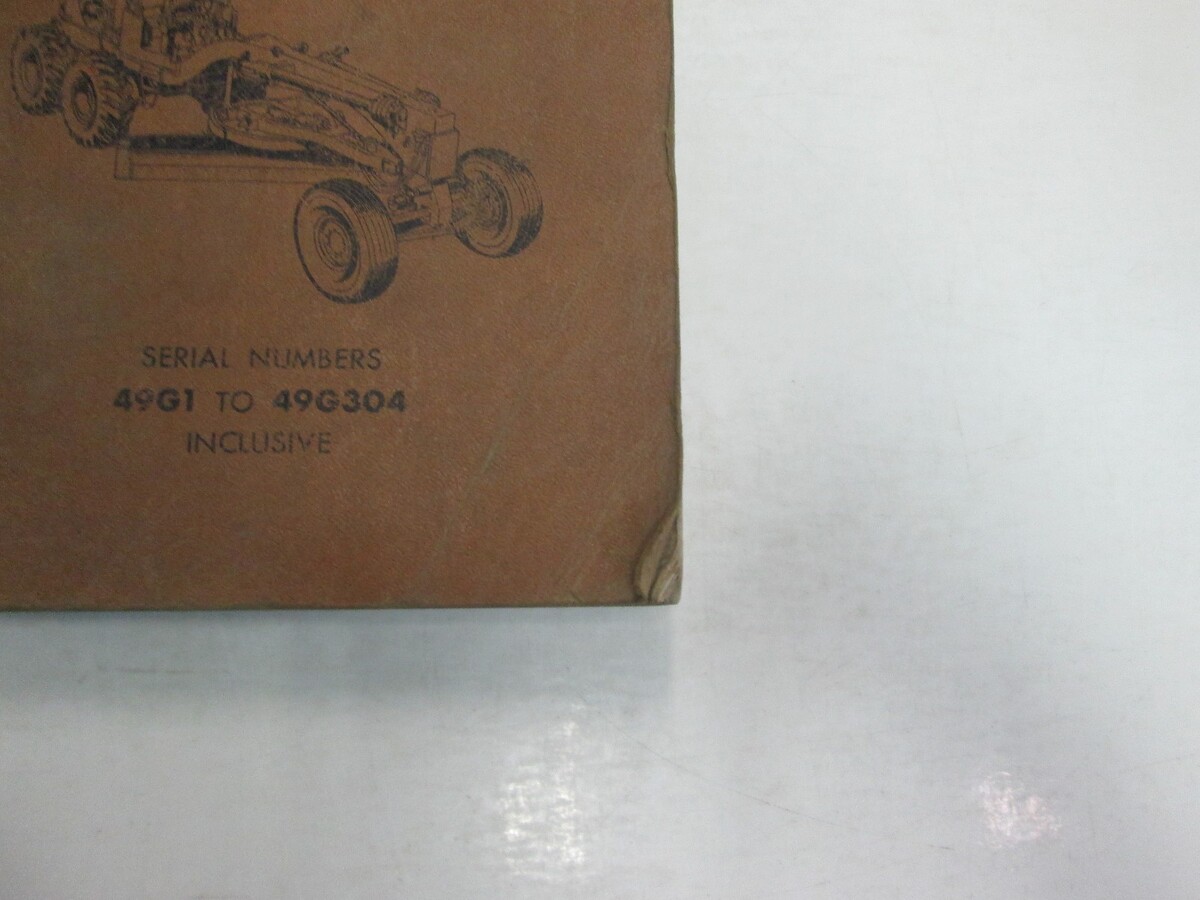 SERIAL NUMBERS
49G1 TO 49G304
INCLUSIVE